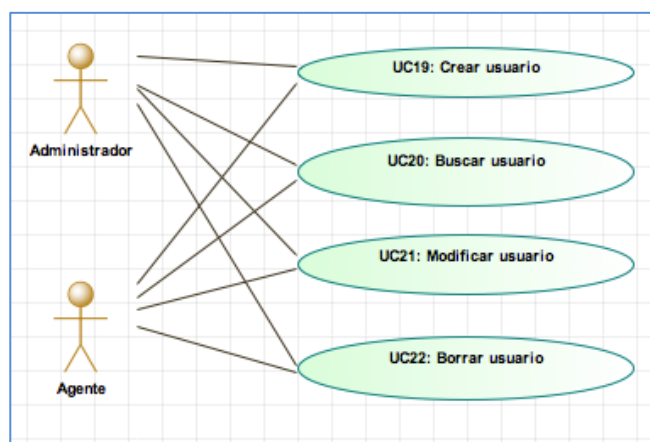 UC19: Crear usuario
Administrador
UC20: Buscar usuario
UC21: Modificar usuario
Agente
UC22: Borrar usuario